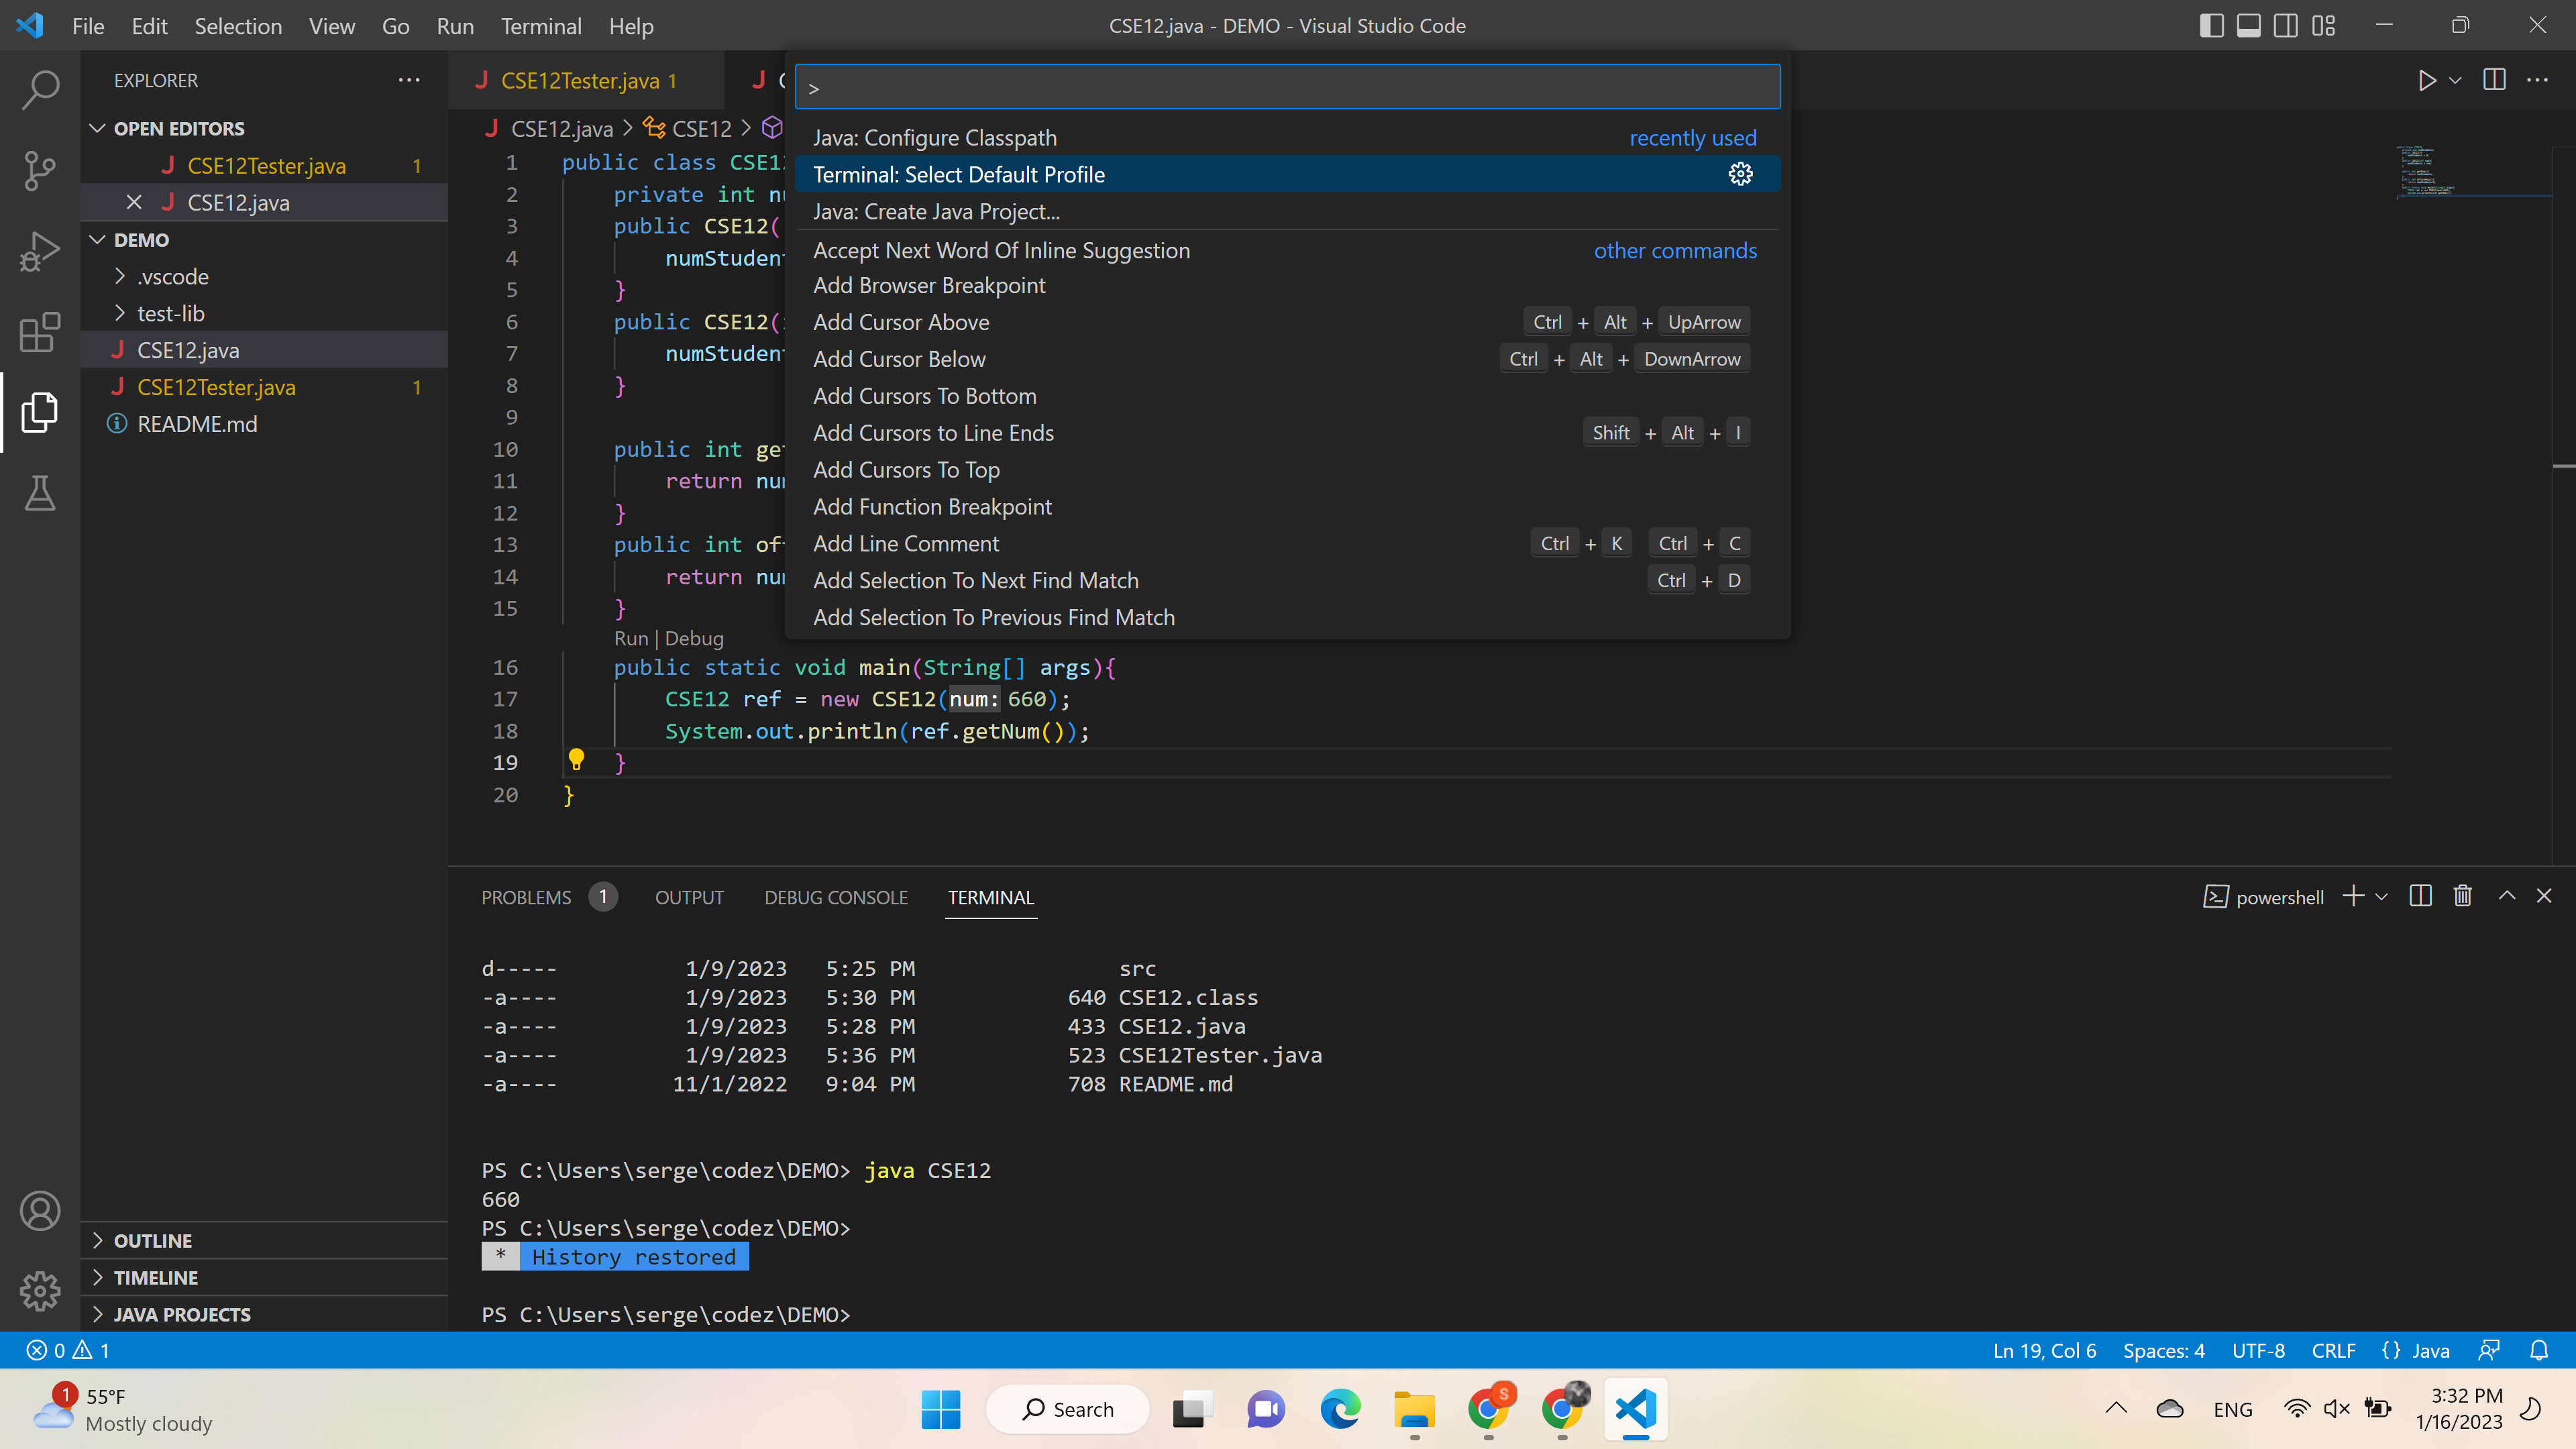 File Edit Selection View Go Run Terminal Help
CSE12.java - DEMO - Visual Studio Code
EXPLORER
OPEN EDITORS
CSE12Tester.java 1
CSE12.java
DEMO
.vscode
test-lib
CSE12.java
CSE12Tester.java 1
README.md
OUTLINE
TIMELINE
JAVA PROJECTS
CSE12Tester.java 1
CSE12.java > CSE12 >
>
Java: Configure Classpath recently used
Terminal: Select Default Profile
Java: Create Java Project...
Accept Next Word Of Inline Suggestion other commands
Add Browser Breakpoint
Add Cursor Above Ctrl + Alt + UpArrow
Add Cursor Below Ctrl + Alt + DownArrow
Add Cursors To Bottom
Add Cursors to Line Ends Shift + Alt + I
Add Cursors To Top
Add Function Breakpoint
Add Line Comment Ctrl + K Ctrl + C
Add Selection To Next Find Match Ctrl + D
Add Selection To Previous Find Match
1 public class CSE12
2 private int nu
3 public CSE12(
4 numStudent
5 }
6 public CSE12(
7 numStudent
8 }
9
10 public int get
11 return num
12 }
13 public int off
14 return num
15 }
Run | Debug
16 public static void main(String[] args){
17 CSE12 ref = new CSE12(num: 660);
18 System.out.println(ref.getNum());
19 }
20 }
PROBLEMS 1 OUTPUT DEBUG CONSOLE TERMINAL
powershell
d----- 1/9/2023 5:25 PM src
-a---- 1/9/2023 5:30 PM 640 CSE12.class
-a---- 1/9/2023 5:28 PM 433 CSE12.java
-a---- 1/9/2023 5:36 PM 523 CSE12Tester.java
-a---- 11/1/2022 9:04 PM 708 README.md
PS C:\Users\serge\codez\DEMO> java CSE12
660
PS C:\Users\serge\codez\DEMO>
* History restored
PS C:\Users\serge\codez\DEMO>
0 1
Ln 19, Col 6 Spaces: 4 UTF-8 CRLF {} Java
1
55°F
Mostly cloudy
Search
S
ENG
3:32 PM
1/16/2023